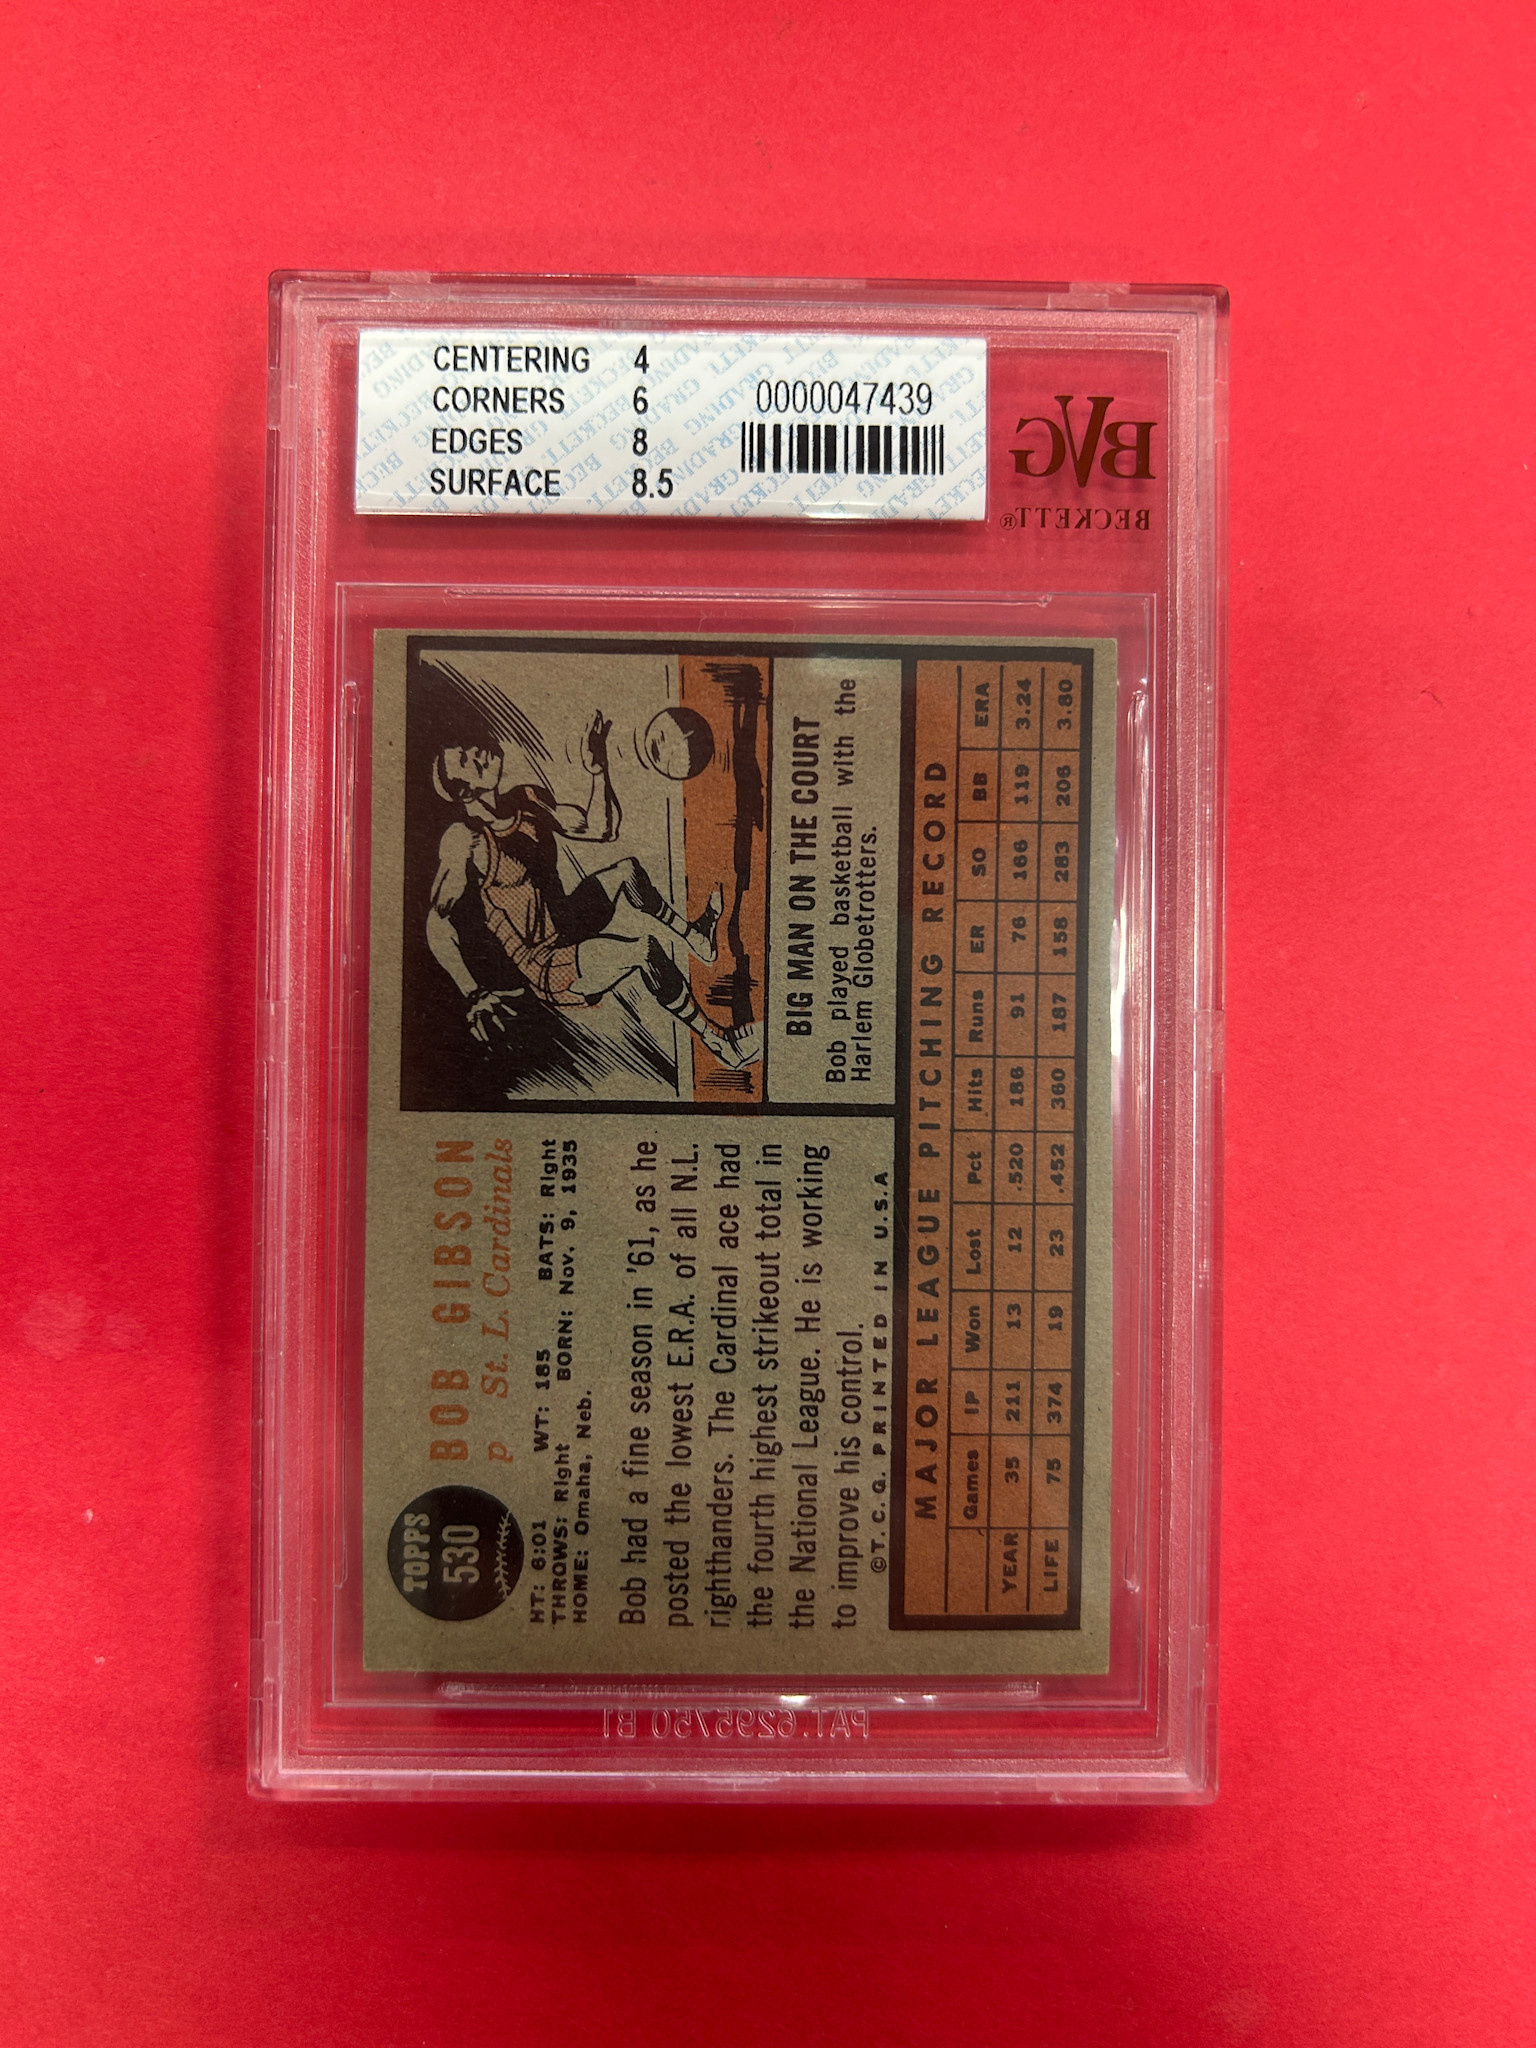 CENTERING 4
CORNERS 6
EDGES 8
SURFACE 8.5
0000047439
BVG
BECKETT®
TOPPS
530
BOB GIBSON
p St. L. Cardinals
HT: 6:01 WT: 185 BATS: Right
THROWS: Right BORN: Nov. 9, 1935
HOME: Omaha, Neb.
Bob had a fine season in '61, as he
posted the lowest E.R.A. of all N.L.
righthanders. The Cardinal ace had
the fourth highest strikeout total in
the National League. He is working
to improve his control.
©T.C.G. PRINTED IN U.S.A
BIG MAN ON THE COURT
Bob played basketball with the
Harlem Globetrotters.
MAJOR LEAGUE PITCHING RECORD
Games IP Won Lost Pct Hits Runs ER SO BB ERA
YEAR 35 211 13 12 .520 186 91 76 166 119 3.24
LIFE 75 374 19 23 .452 360 187 158 283 206 3.80
PAT. 6295750 B1